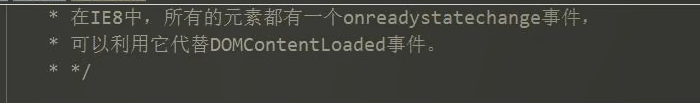 * 在IE8中，所有的元素都有一个onreadystatechange事件，
* 可以利用它代替DOMContentLoaded事件。
* */